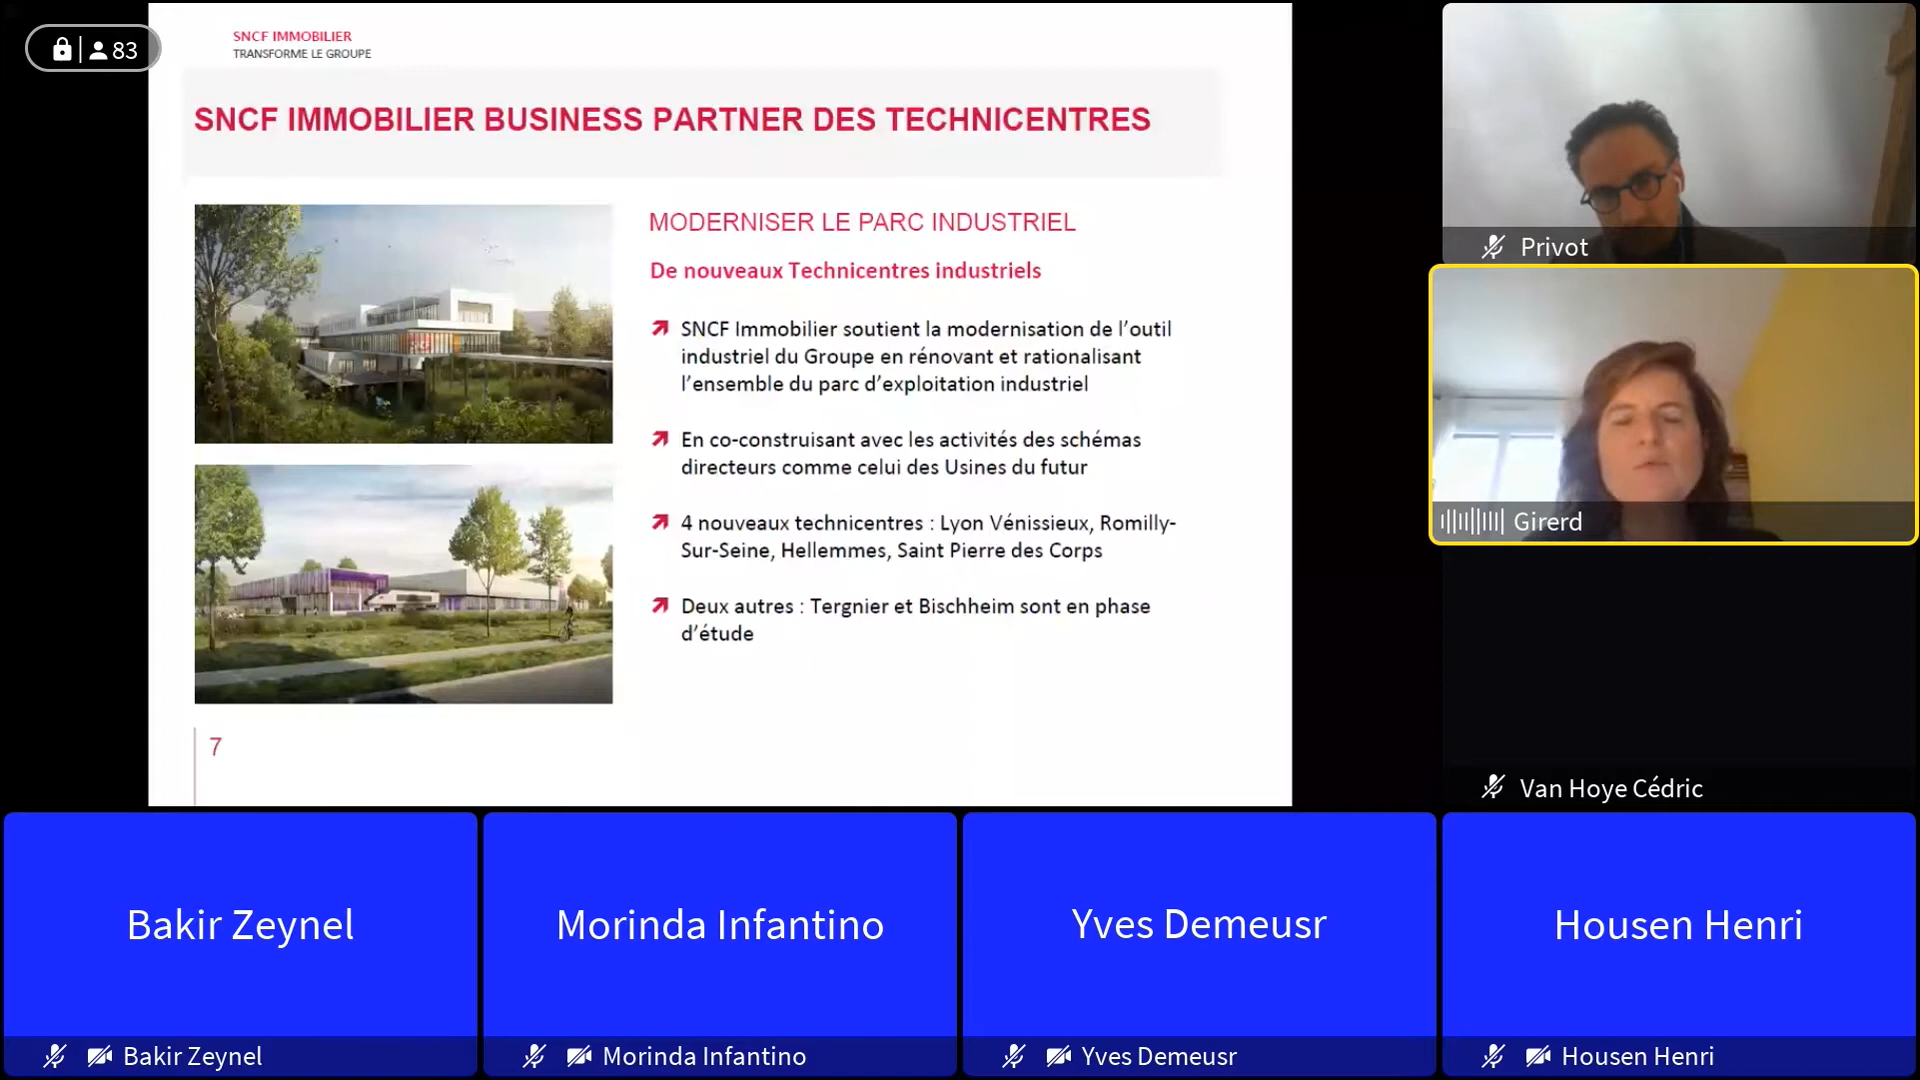 83
SNCF IMMOBILIER
TRANSFORME LE GROUPE
SNCF IMMOBILIER BUSINESS PARTNER DES TECHNICENTRES
MODERNISER LE PARC INDUSTRIEL
De nouveaux Technicentres industriels
SNCF Immobilier soutient la modernisation de l’outil
industriel du Groupe en rénovant et rationalisant
l’ensemble du parc d’exploitation industriel
En co-construisant avec les activités des schémas
directeurs comme celui des Usines du futur
4 nouveaux technicentres : Lyon Vénissieux, Romilly-
Sur-Seine, Hellemmes, Saint Pierre des Corps
Deux autres : Tergnier et Bischheim sont en phase
d’étude
7
Privot
Girerd
Van Hoye Cédric
Bakir Zeynel
Morinda Infantino
Yves Demeusr
Housen Henri
Bakir Zeynel
Morinda Infantino
Yves Demeusr
Housen Henri